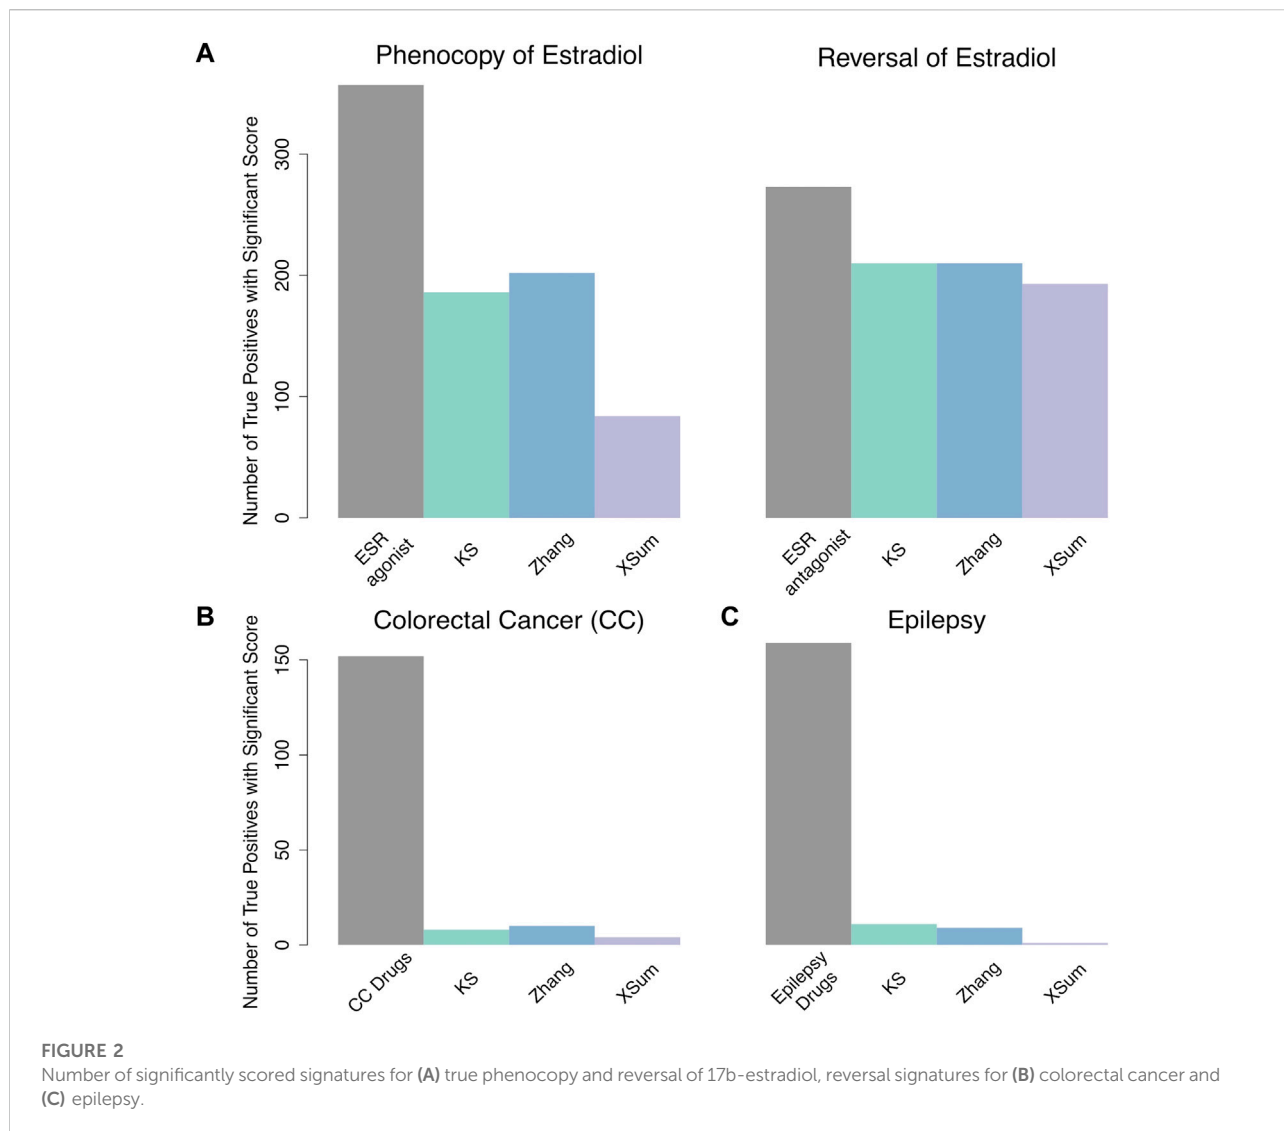 A
Phenocopy of Estradiol
Reversal of Estradiol
Number of True Positives with Significant Score
0
100
200
300
ESR
agonist
KS
Zhang
XSum
ESR
antagonist
KS
Zhang
XSum
B
Colorectal Cancer (CC)
Number of True Positives with Significant Score
0
50
100
150
CC Drugs
KS
Zhang
XSum
C
Epilepsy
Epilepsy
Drugs
KS
Zhang
XSum
FIGURE 2
Number of significantly scored signatures for (A) true phenocopy and reversal of 17b-estradiol, reversal signatures for (B) colorectal cancer and
(C) epilepsy.